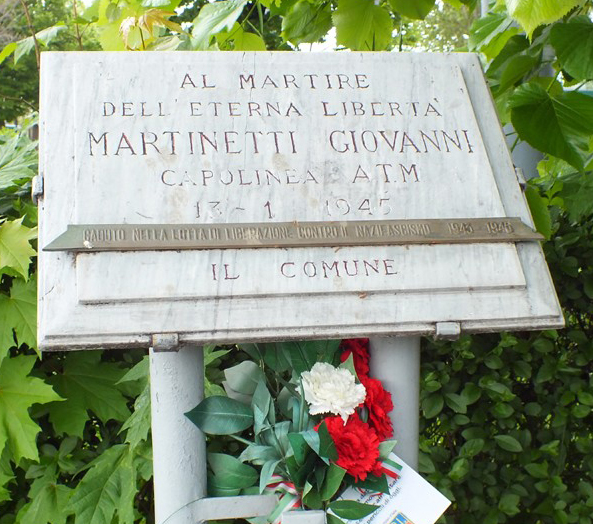 AL MARTIRE
DELL'ETERNA LIBERTÀ
MARTINETTI GIOVANNI
CAPOLINEA A.T.M
13-1 1945
CADUTO NELLA LOTTA DI LIBERAZIONE CONTRO IL NAZIFASCISMO 1943-1945
IL COMUNE